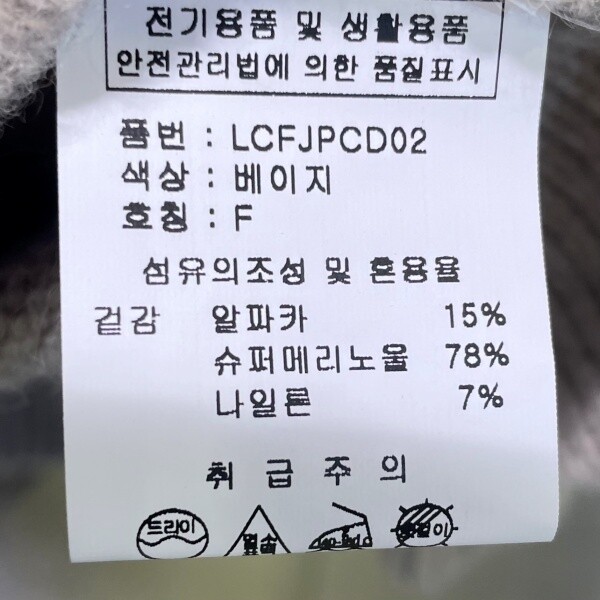 전기용품 및 생활용품
안전관리법에 의한 품질표시
품번 : LCFJPCD02
색상 : 베이지
호칭 : F
섬유의조성 및 혼용율
겉감 알파카 15%
슈퍼메리노울 78%
나일론 7%
취 급 주 의
드라이